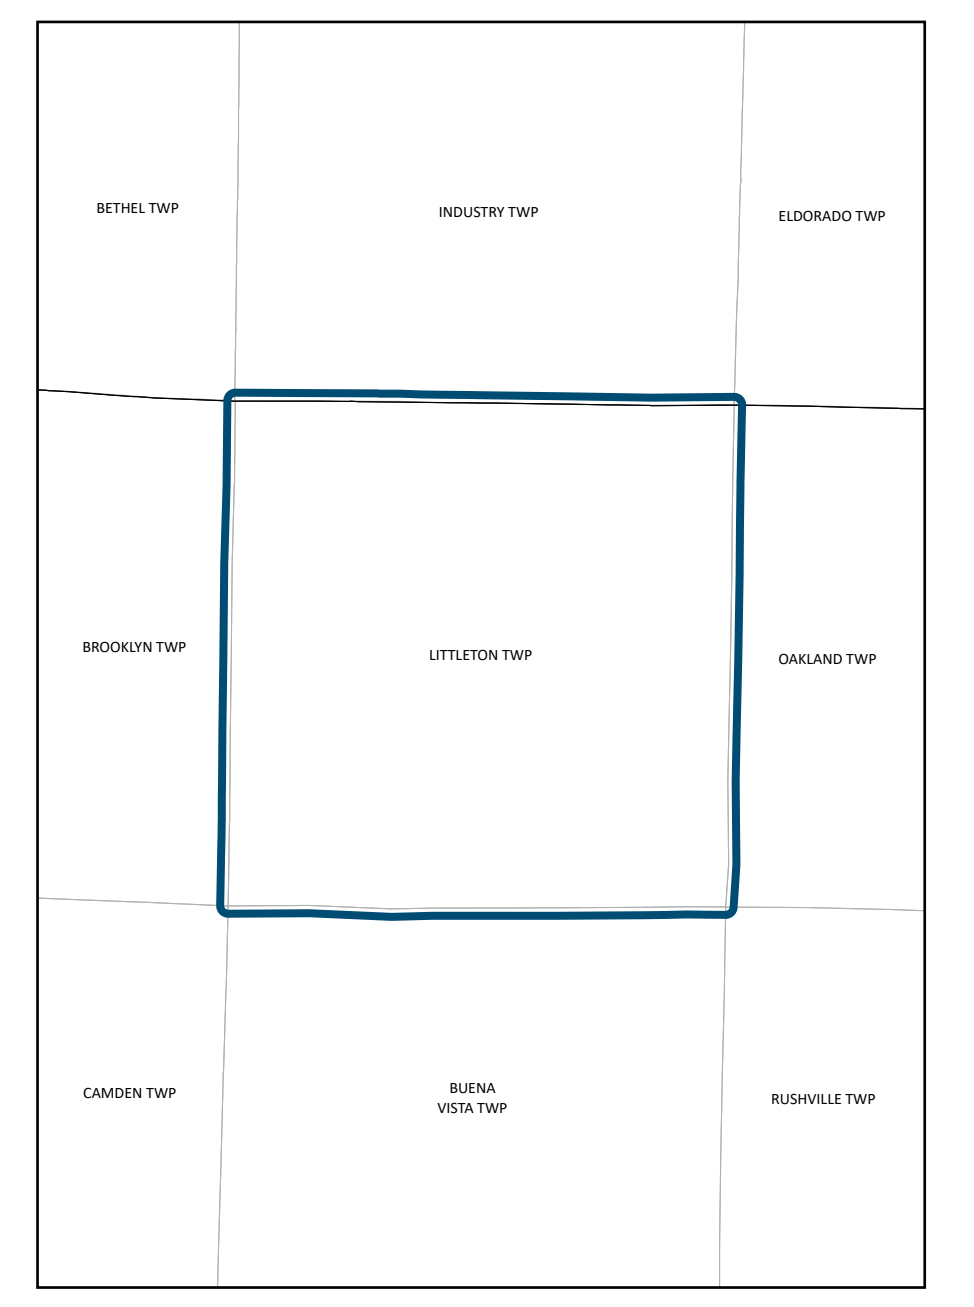 BETHEL TWP
INDUSTRY TWP
ELDORADO TWP
BROOKLYN TWP
LITTLETON TWP
OAKLAND TWP
CAMDEN TWP
BUENA
VISTA TWP
RUSHVILLE TWP